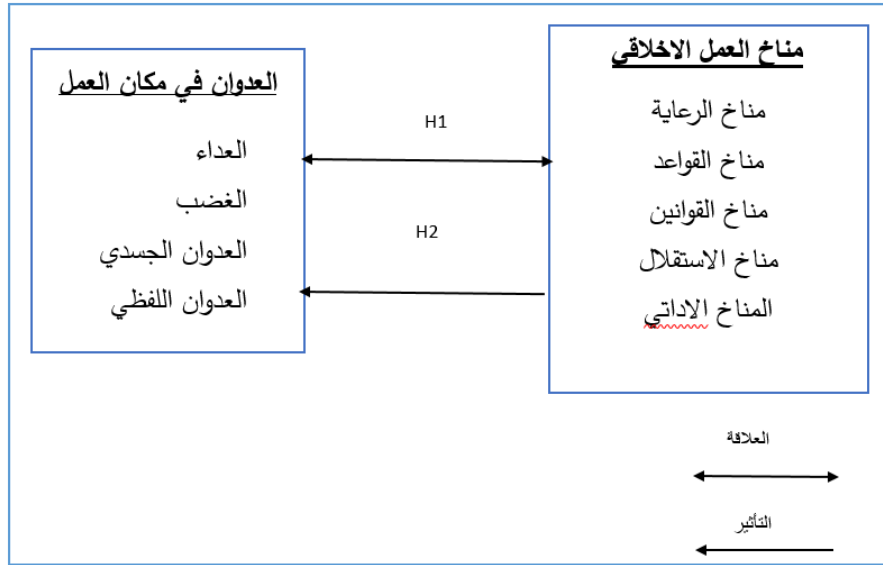 مناخ العمل الاخلاقي
مناخ الرعاية
مناخ القواعد
مناخ القوانين
مناخ الاستقلال
المناخ الاداتي
H1
H2
العدوان في مكان العمل
العداء
الغضب
العدوان الجسدي
العدوان اللفظي
العلاقة
التأثير